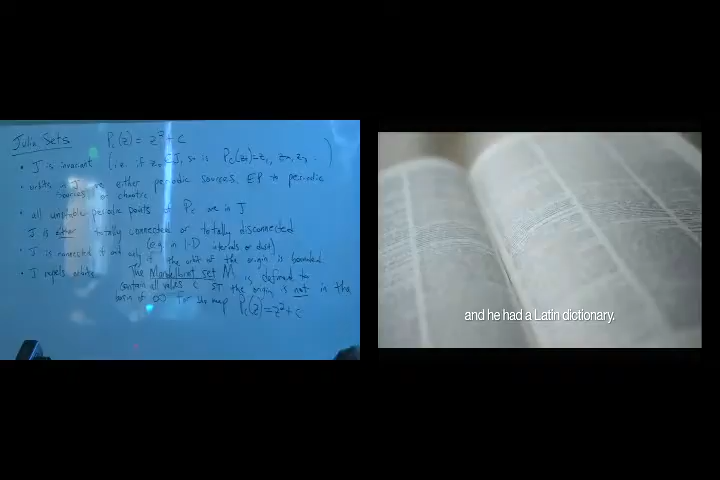 Julia Sets P_c(z) = z² + c
• J is invariant (i.e. if z₀ ∈ J, so is P_c(z₀)=z₁, z₂, z₃ ... )
• orbits in J are either periodic sources, EP to periodic
sources, or chaotic
• all unstable periodic points of P_c are in J
J is either totally connected or totally disconnected
(e.g. in 1-D intervals or dust)
• J is connected if and only if the orbit of the origin is bounded
• J repels orbits
The Mandelbrot set M is defined to
contain all values c ST the origin is not in the
basin of ∞ for the map P_c(z)=z²+c
and he had a Latin dictionary.